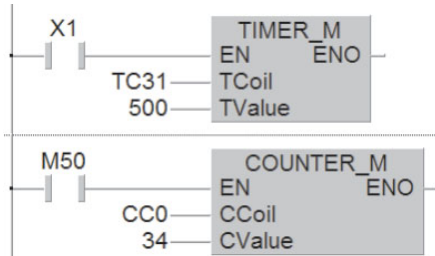 X1 TIMER_M
EN ENO
TC31 TCoil
500 TValue
M50 COUNTER_M
EN ENO
CC0 CCoil
34 CValue